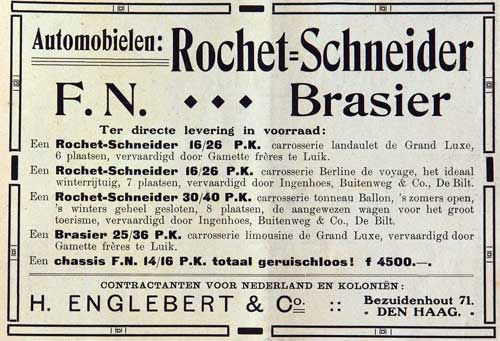 Automobielen: Rochet=Schneider
F. N. ◆ ◆ ◆ Brasier
Ter directe levering in voorraad:
Een Rochet-Schneider 16/26 P.K. carrosserie landaulet de Grand Luxe,
6 plaatsen, vervaardigd door Gamette frères te Luik.
Een Rochet-Schneider 16/26 P.K. carrosserie Berline de voyage, het ideaal
winterrijtuig, 7 plaatsen, vervaardigd door Ingenhoes, Buitenweg & Co., De Bilt.
Een Rochet-Schneider 30/40 P.K. carrosserie tonneau Ballon, 's zomers open,
's winters geheel gesloten, 8 plaatsen, de aangewezen wagen voor het groot
toerisme, vervaardigd door Ingenhoes, Buitenweg & Co., De Bilt.
Een Brasier 25/36 P.K. carrosserie limousine de Grand Luxe, vervaardigd door
Gamette frères te Luik.
Een chassis F.N. 14/16 P.K. totaal geruischloos! f 4500.—.
CONTRACTANTEN VOOR NEDERLAND EN KOLONIËN:
H. ENGLEBERT & Co. :: Bezuidenhout 71.
- DEN HAAG. -